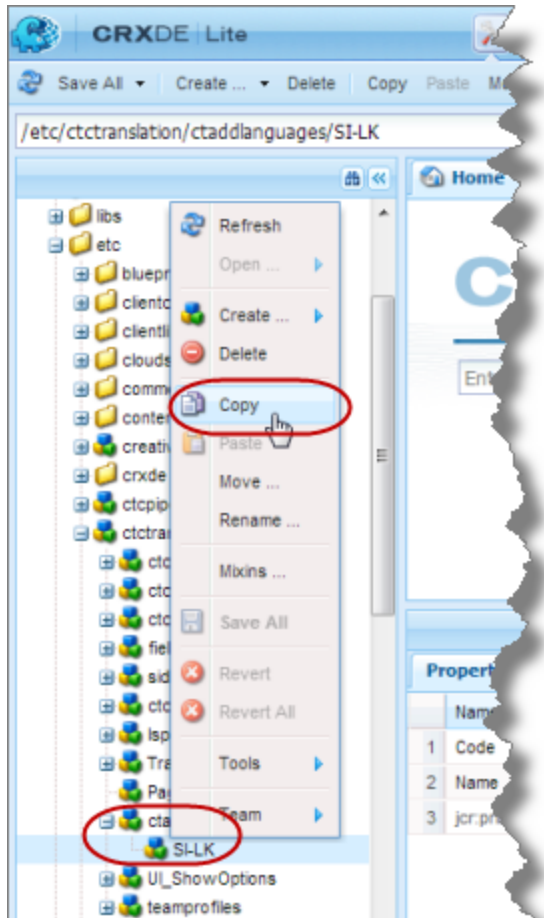 CRXDE Lite
Save All Create ... Delete Copy Paste
/etc/ctctranslation/ctaddlanguages/SI-LK
Home
libs
etc
Refresh
Open ...
Create ...
Delete
Copy
Paste
Move ...
Rename ...
Mixins ...
Save All
Revert
Revert All
Tools
Team
crxde
SI-LK
UI_ShowOptions
teamprofiles
Propert
Name
1 Code
2 Name
3 jcr:pr